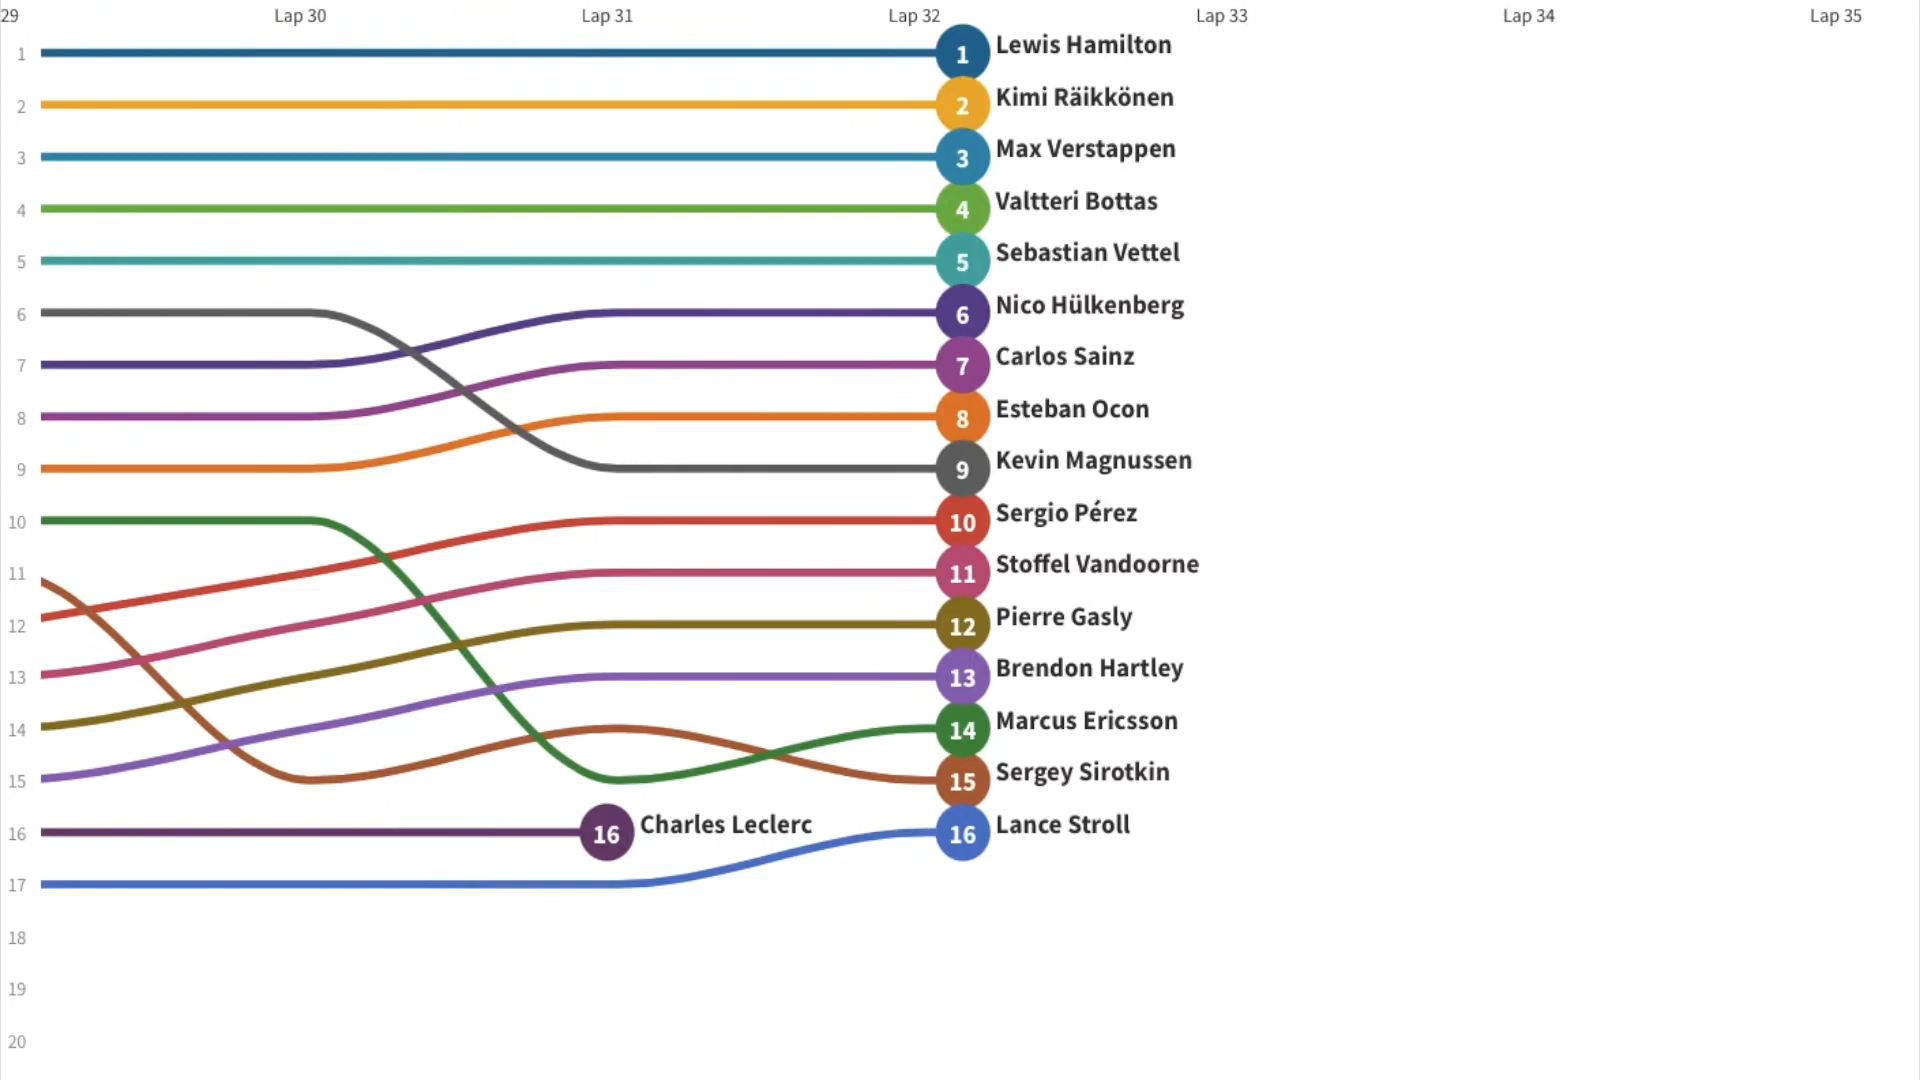 29 Lap 30 Lap 31 Lap 32 Lap 33 Lap 34 Lap 35
1 1 Lewis Hamilton
2 2 Kimi Räikkönen
3 3 Max Verstappen
4 4 Valtteri Bottas
5 5 Sebastian Vettel
6 6 Nico Hülkenberg
7 7 Carlos Sainz
8 8 Esteban Ocon
9 9 Kevin Magnussen
10 10 Sergio Pérez
11 11 Stoffel Vandoorne
12 12 Pierre Gasly
13 13 Brendon Hartley
14 14 Marcus Ericsson
15 15 Sergey Sirotkin
16 16 Charles Leclerc 16 Lance Stroll
17
18
19
20